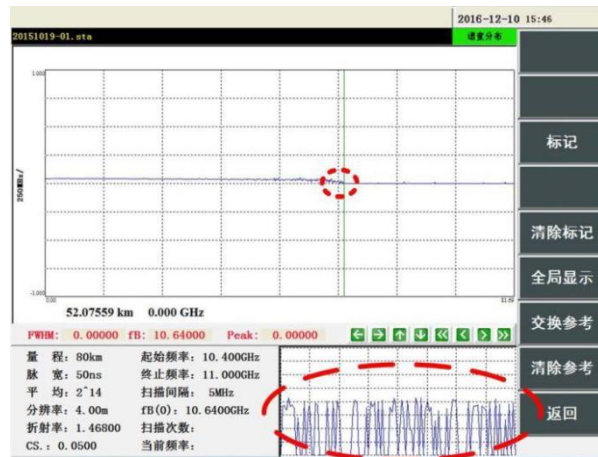 2016-12-10 15:46
20151019-01.sta
谱宽分布
1.000
250MHz/
-1.000
0.00
81.69
52.07559 km 0.000 GHz
FWHM: 0.00000 fB: 10.64000 Peak: 0.00000
量 程: 80km 起始频率: 10.400GHz
脉 宽: 50ns 终止频率: 11.000GHz
平 均: 2^14 扫描间隔: 5MHz
分辨率: 4.00m fB(0): 10.6400GHz
折射率: 1.46800 扫描次数:
CS.: 0.0500 当前频率:
标记
清除标记
全局显示
交换参考
清除参考
返回